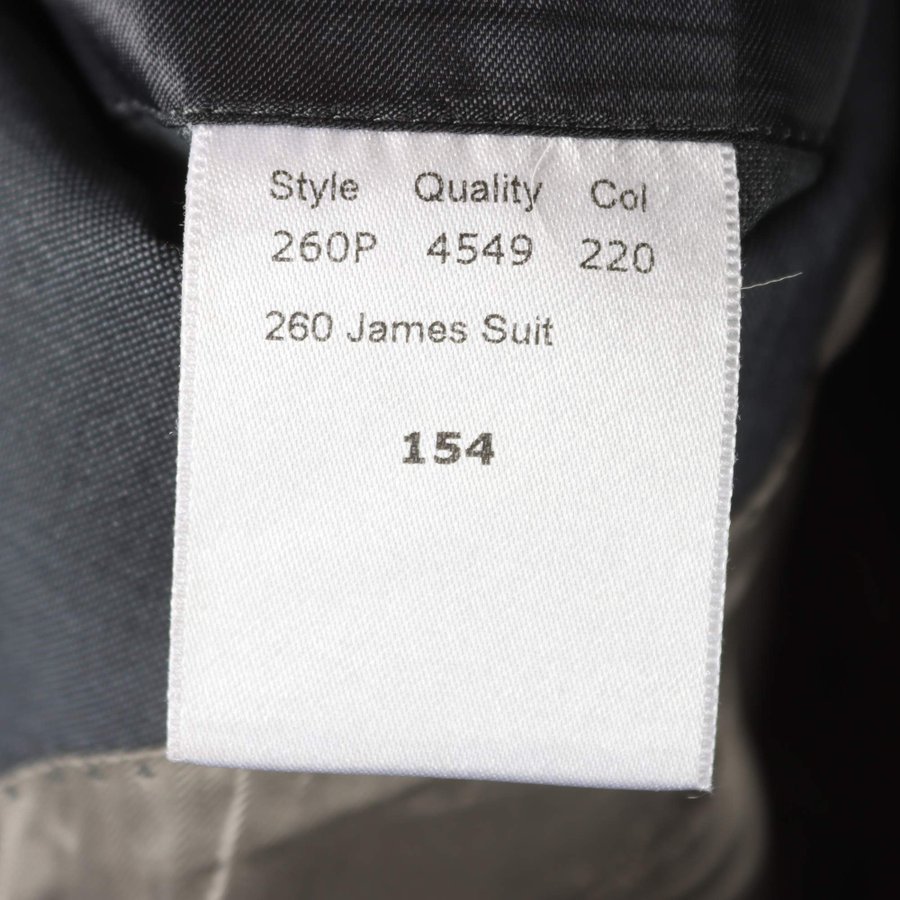 Style Quality Col
260P 4549 220
260 James Suit
154